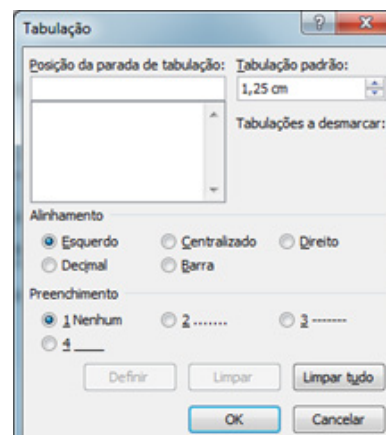 Tabulação
Posição da parada de tabulação: Tabulação padrão:
1,25 cm
Tabulações a desmarcar:
Alinhamento
Esquerdo Centralizado Direito
Decimal Barra
Preenchimento
1 Nenhum 2 ....... 3 -------
4 ____
Definir Limpar Limpar tudo
OK Cancelar